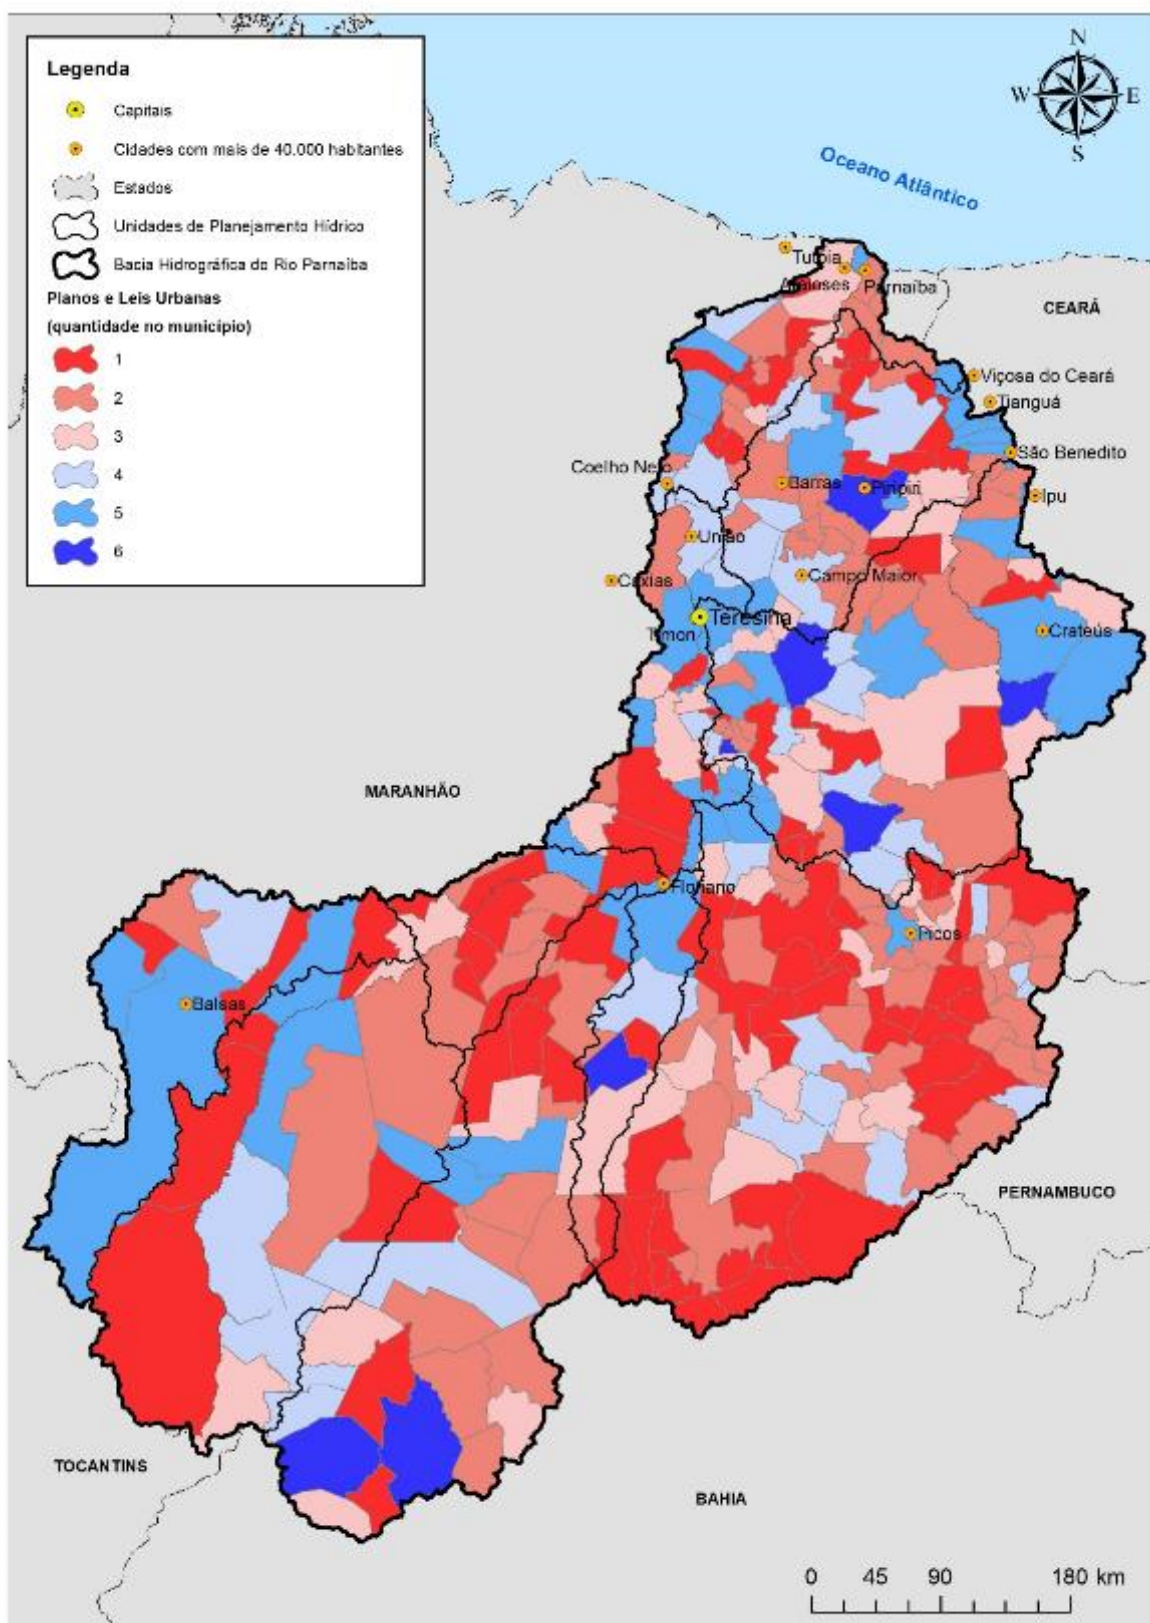 Legenda
Capitais
Cidades com mais de 40.000 habitantes
Estados
Unidades de Planejamento Hídrico
Bacia Hidrográfica do Rio Parnaíba
Planos e Leis Urbanas
(quantidade no município)
1
2
3
4
5
6
N
W
E
S
Oceano Atlântico
Tutoia
Araioses
Parnaíba
CEARÁ
Viçosa do Ceará
Tianguá
São Benedito
Coelho Neto
Barras
Piripiri
Ipu
União
Caxias
Campo Maior
Teresina
Timon
Crateús
MARANHÃO
Floriano
Picos
Balsas
PERNAMBUCO
TOCANTINS
BAHIA
0 45 90 180 km